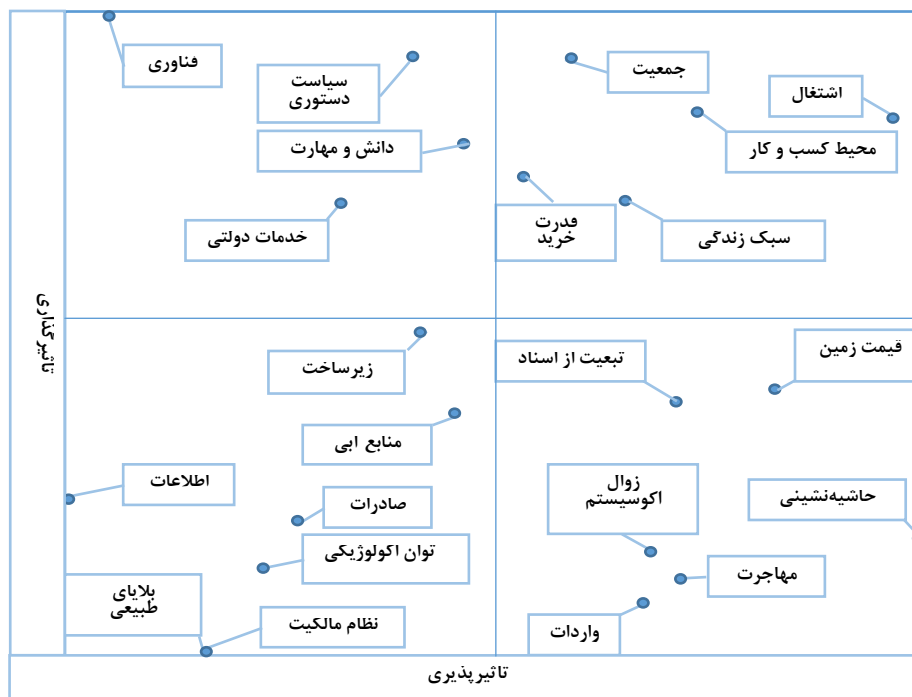 فناوری
سیاست
دستوری
جمعیت
اشتغال
دانش و مهارت
محیط کسب و کار
خدمات دولتی
قدرت
خرید
سبک زندگی
تاثیرگذاری
زیرساخت
تبعیت از اسناد
قیمت زمین
منابع ابی
اطلاعات
صادرات
زوال
اکوسیستم
حاشیه‌نشینی
توان اکولوژیکی
مهاجرت
بلایای
طبیعی
نظام مالکیت
واردات
تاثیرپذیری